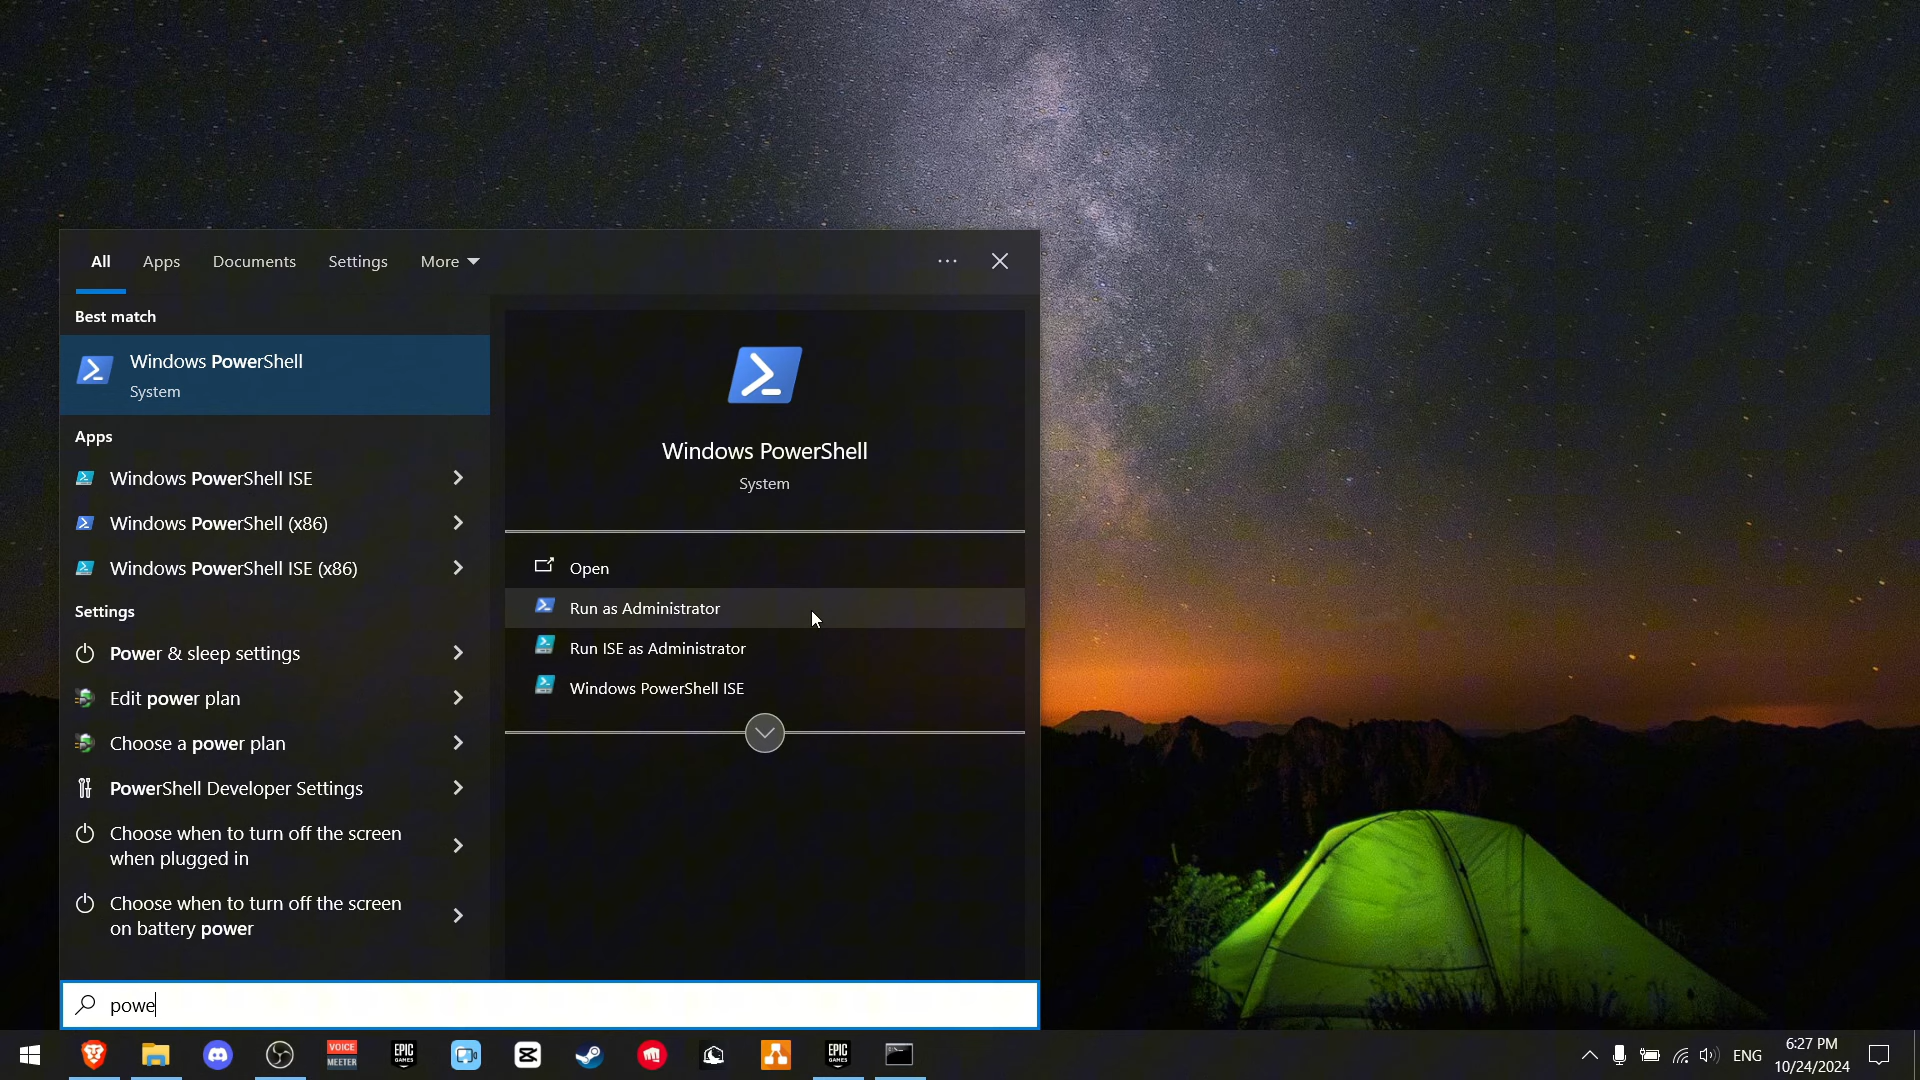 All Apps Documents Settings More
Best match
Windows PowerShell
System
Apps
Windows PowerShell ISE
Windows PowerShell (x86)
Windows PowerShell ISE (x86)
Settings
Power & sleep settings
Edit power plan
Choose a power plan
PowerShell Developer Settings
Choose when to turn off the screen
when plugged in
Choose when to turn off the screen
on battery power
Windows PowerShell
System
Open
Run as Administrator
Run ISE as Administrator
Windows PowerShell ISE
powe
VOICE
MEETER
EPIC
GAMES
EPIC
GAMES
ENG
6:27 PM
10/24/2024